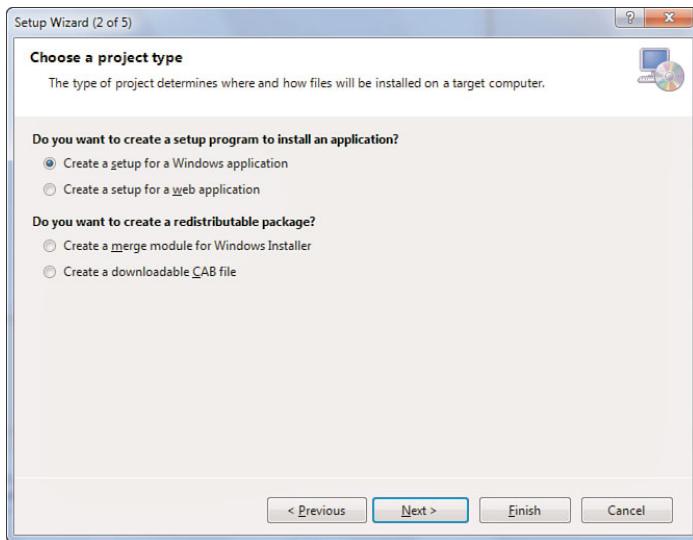 Setup Wizard (2 of 5)
Choose a project type
The type of project determines where and how files will be installed on a target computer.
Do you want to create a setup program to install an application?
Create a setup for a Windows application
Create a setup for a web application
Do you want to create a redistributable package?
Create a merge module for Windows Installer
Create a downloadable CAB file
< Previous
Next >
Finish
Cancel